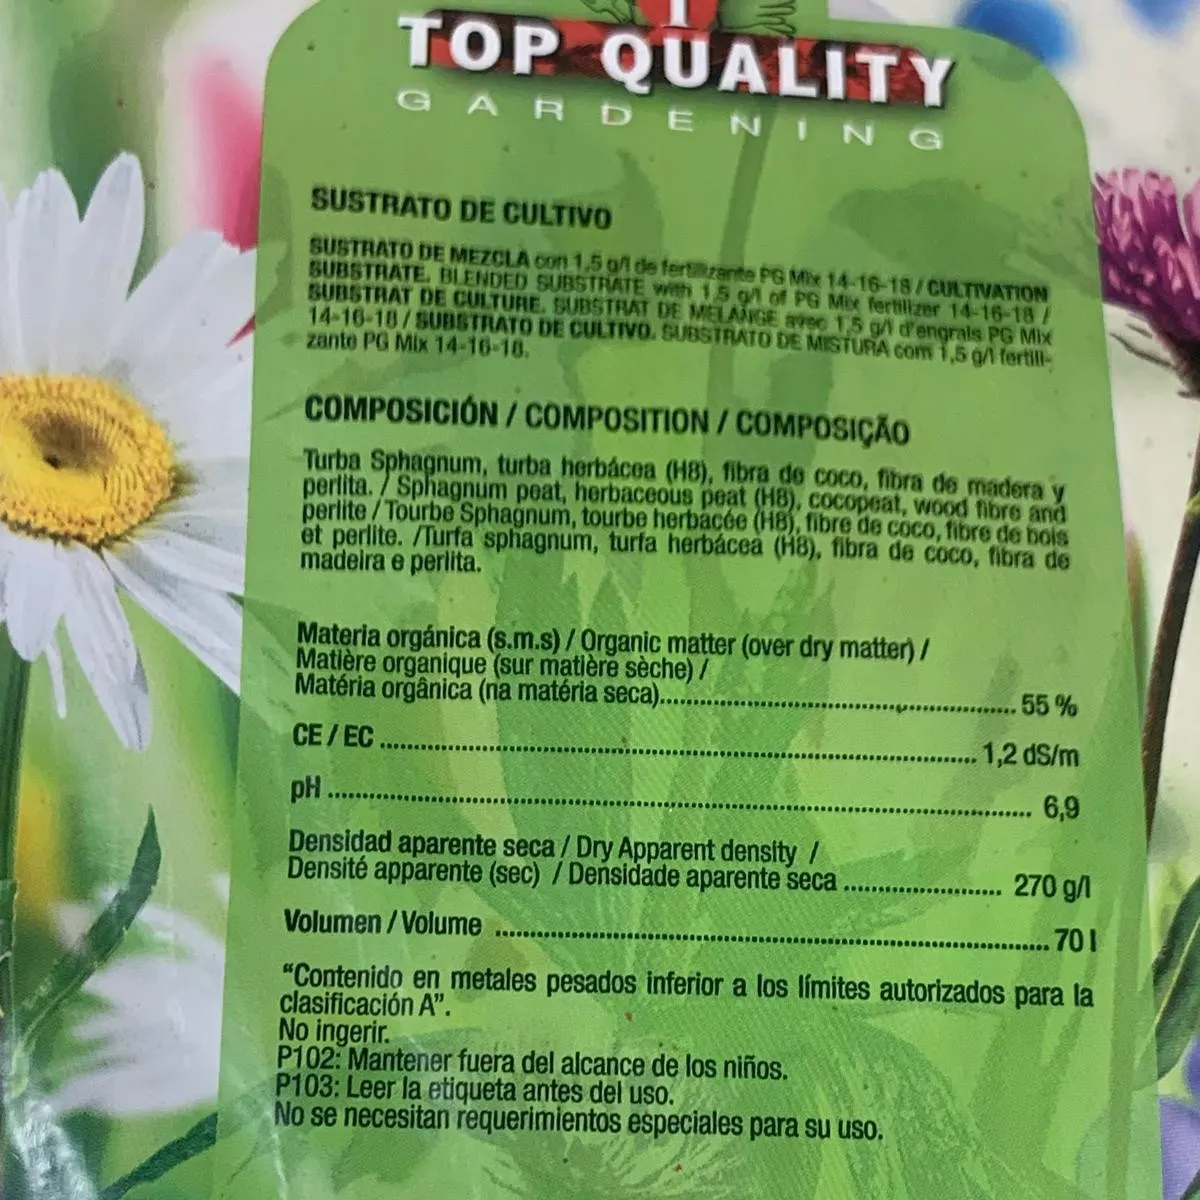 TOP QUALITY
GARDENING
SUSTRATO DE CULTIVO
SUSTRATO DE MEZCLA con 1,5 g/l de fertilizante PG Mix 14-16-18 / CULTIVATION
SUBSTRATE. BLENDED SUBSTRATE with 1,5 g/l of PG Mix fertilizer 14-16-18 /
SUBSTRAT DE CULTURE. SUBSTRAT DE MELANGE avec 1,5 g/l d'engrais PG Mix
14-16-18 / SUBSTRATO DE CULTIVO. SUBSTRATO DE MISTURA com 1,5 g/l fertili-
zante PG Mix 14-16-18.
COMPOSICIÓN / COMPOSITION / COMPOSIÇÃO
Turba Sphagnum, turba herbácea (H8), fibra de coco, fibra de madera y
perlita. / Sphagnum peat, herbaceous peat (H8), cocopeat, wood fibre and
perlite / Tourbe Sphagnum, tourbe herbacée (H8), fibre de coco, fibre de bois
et perlite. /Turfa sphagnum, turfa herbácea (H8), fibra de coco, fibra de
madeira e perlita.
Materia orgánica (s.m.s) / Organic matter (over dry matter) /
Matière organique (sur matière sèche) /
Matéria orgânica (na matéria seca)........ 55 %
CE / EC ........ 1,2 dS/m
pH ........ 6,9
Densidad aparente seca / Dry Apparent density /
Densité apparente (sec) / Densidade aparente seca ........ 270 g/l
Volumen / Volume ........ 70 l
“Contenido en metales pesados inferior a los límites autorizados para la
clasificación A”.
No ingerir.
P102: Mantener fuera del alcance de los niños.
P103: Leer la etiqueta antes del uso.
No se necesitan requerimientos especiales para su uso.